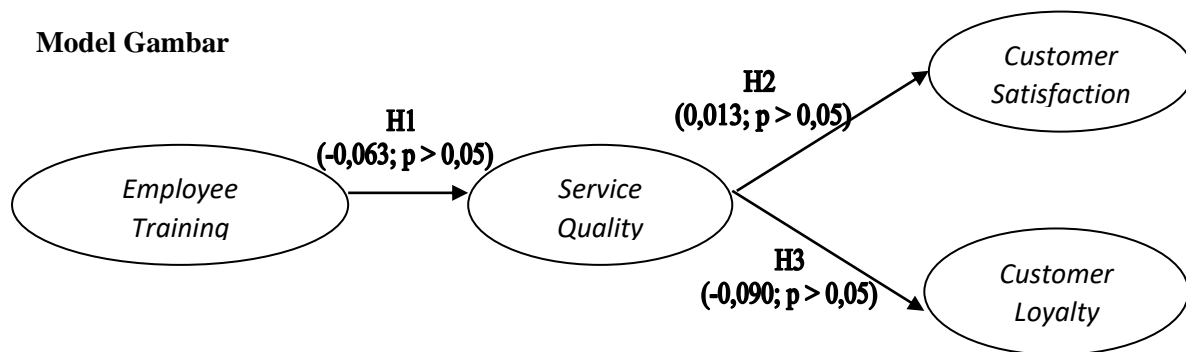 Model Gambar
H1
(-0,063; p > 0,05)
Employee
Training
Service
Quality
H2
(0,013; p > 0,05)
Customer
Satisfaction
H3
(-0,090; p > 0,05)
Customer
Loyalty